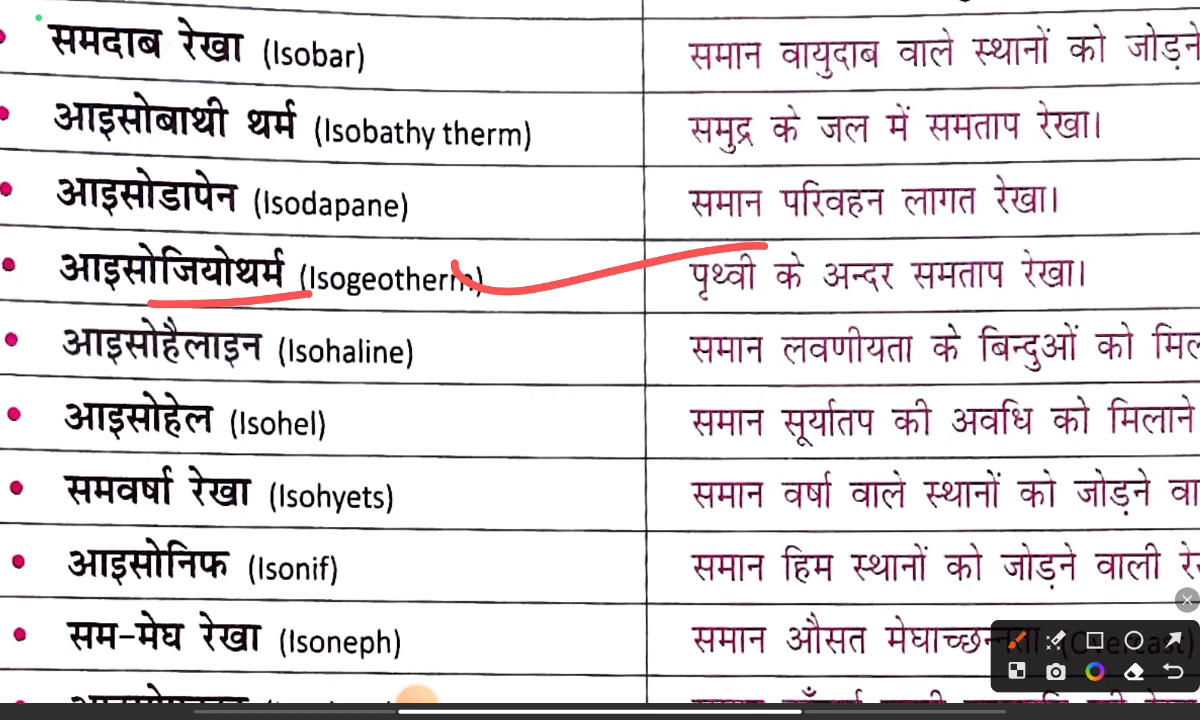 समदाब रेखा (Isobar) समान वायुदाब वाले स्थानों को जोड़ने
आइसोबाथी थर्म (Isobathy therm) समुद्र के जल में समताप रेखा।
आइसोडापेन (Isodapane) समान परिवहन लागत रेखा।
आइसोजियोथर्म (Isogeotherm) पृथ्वी के अन्दर समताप रेखा।
आइसोहैलाइन (Isohaline) समान लवणीयता के बिन्दुओं को
आइसोहेल (Isohel) समान सूर्यातप की अवधि को मिलाने
समवर्षा रेखा (Isohyets) समान वर्षा वाले स्थानों को जोड़ने
आइसोनिफ (Isonif) समान हिम स्थानों को जोड़ने वाली
सम-मेघ रेखा (Isoneph) समान औसत मेघाच्छन्नता (Overcast)